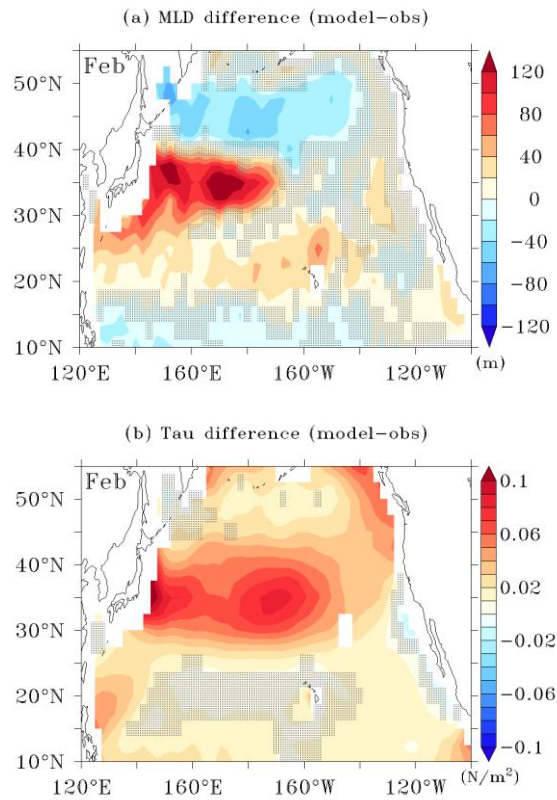 (a) MLD difference (model-obs)
Feb
50°N
40°N
30°N
20°N
10°N
120°E 160°E 160°W 120°W
120
80
40
0
-40
-80
-120
(m)
(b) Tau difference (model-obs)
Feb
50°N
40°N
30°N
20°N
10°N
120°E 160°E 160°W 120°W
0.1
0.06
0.02
-0.02
-0.06
-0.1
(N/m²)